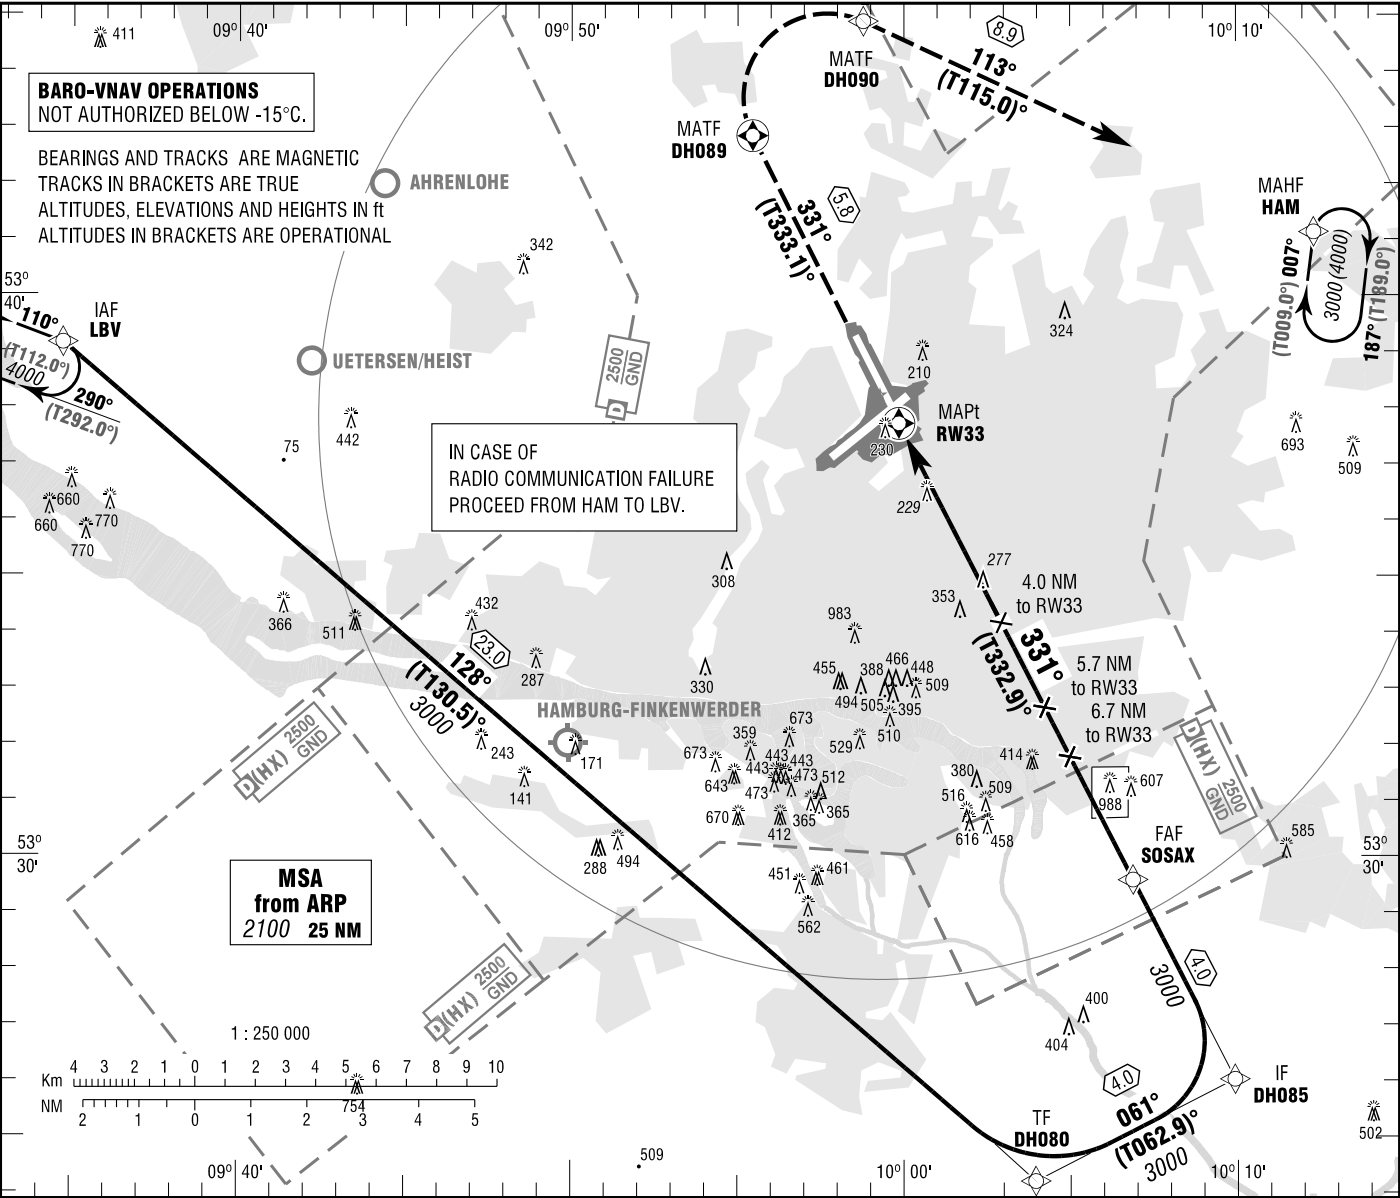 411
09º 40'
09º 50'
10º 10'
8.9
113°
(T115.0)°
MATF
DH090
BARO-VNAV OPERATIONS
NOT AUTHORIZED BELOW -15°C.
MATF
DH089
BEARINGS AND TRACKS ARE MAGNETIC
TRACKS IN BRACKETS ARE TRUE
ALTITUDES, ELEVATIONS AND HEIGHTS IN ft
ALTITUDES IN BRACKETS ARE OPERATIONAL
AHRENLOHE
5.8
331°
(T333.1)°
MAHF
HAM
(T009.0°) 007°
3000 (4000)
187° (T189.0°)
342
53º
40'
IAF
LBV
110°
(T112.0°)
4000
290°
(T292.0°)
324
210
UETERSEN/HEIST
2500
GND
D
442
75
MAPt
RW33
230
693
509
IN CASE OF
RADIO COMMUNICATION FAILURE
PROCEED FROM HAM TO LBV.
660
660
770
770
229
308
277
4.0 NM
to RW33
353
366
511
432
983
23.0
128°
(T130.5)°
3000
287
330
455
388
466
448
494
505
395
509
510
331°
(T332.9)°
5.7 NM
to RW33
6.7 NM
to RW33
HAMBURG-FINKENWERDER
171
243
141
673
359
673
529
414
443
443
443
473
473
643
512
365
365
670
412
380
509
516
616
458
988
607
D(HX) 2500
GND
D(HX) 2500
GND
585
53º
30'
53º
30'
288
494
451
461
562
FAF
SOSAX
MSA
from ARP
2100 25 NM
D(HX) 2500
GND
4.0
3000
400
404
1 : 250 000
Km 4 3 2 1 0 1 2 3 4 5 6 7 8 9 10
NM
2 1 0 1 2 3 4 5
754
4.0
061°
(T062.9)°
3000
TF
DH080
IF
DH085
502
509
09º 40'
10º 00'
10º 10'